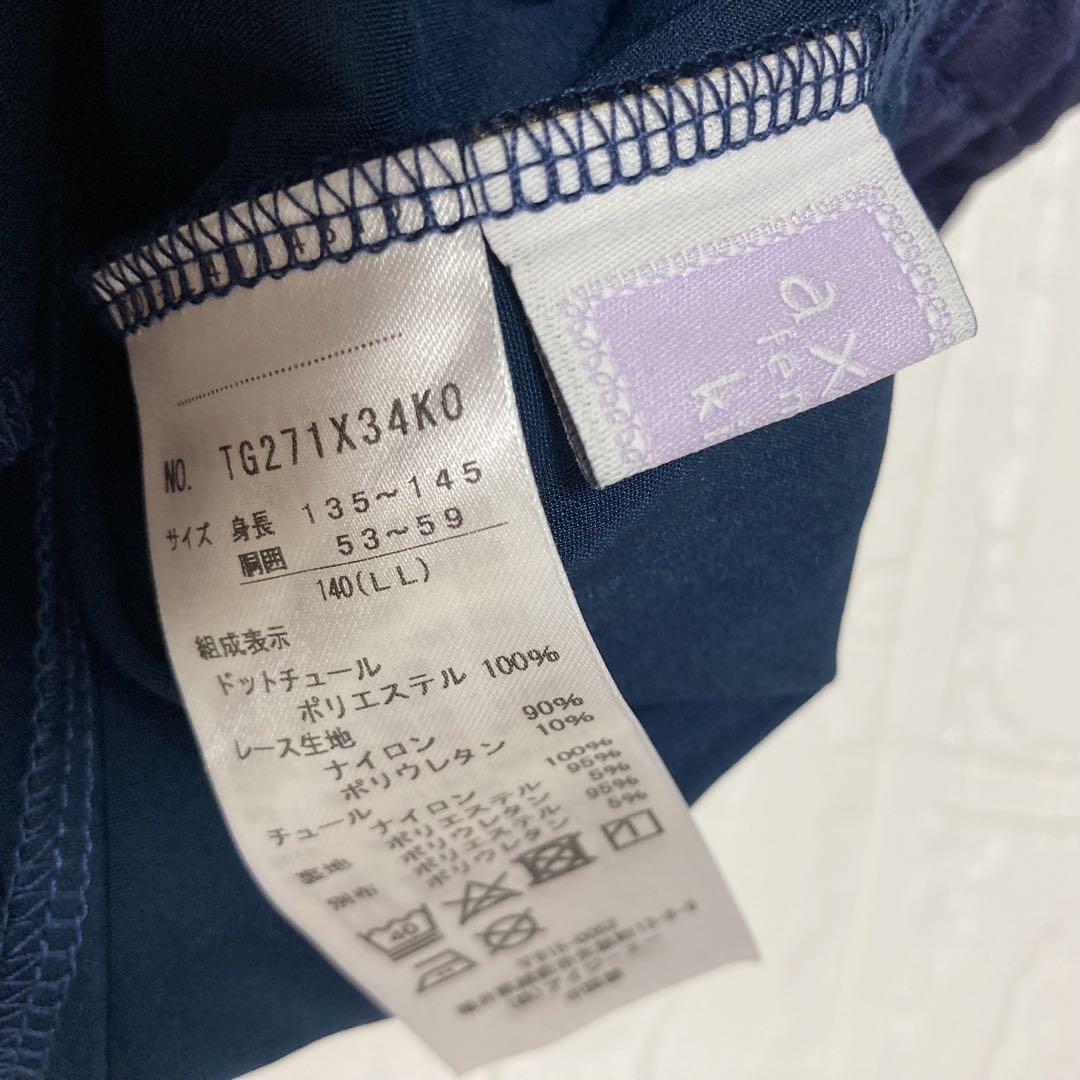 NO. TG271X34K0
サイズ 身長 135~145
胴囲 53~59
140(LL)
組成表示
ドットチュール
ポリエステル 100%
レース生地
ナイロン 90%
ポリウレタン 10%
チュール ナイロン 100%
裏地 ポリエステル 95%
ポリウレタン 5%
別布 ポリエステル 95%
ポリウレタン 5%
40
ax
k